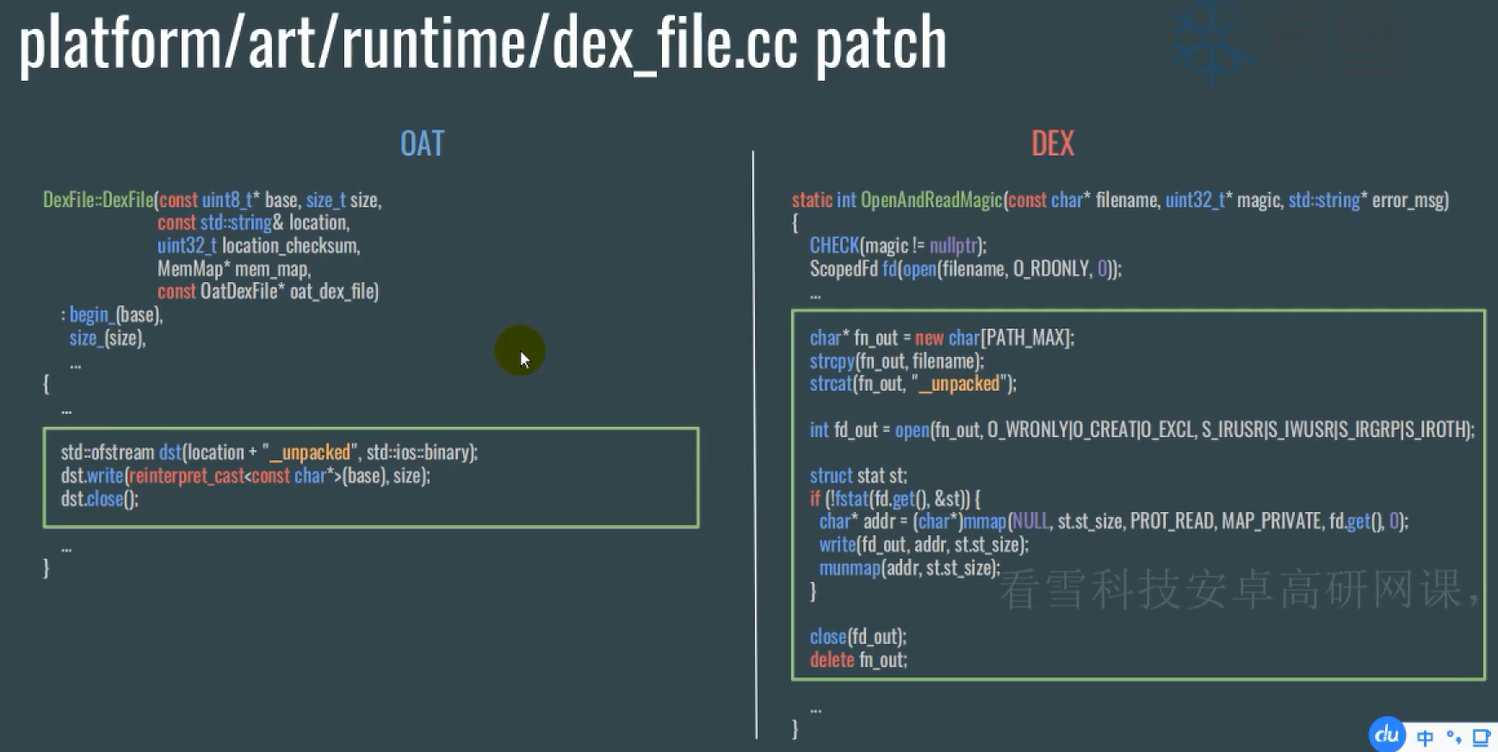 platform/art/runtime/dex_file.cc patch
OAT
DexFile::DexFile(const uint8_t* base, size_t size,
const std::string& location,
uint32_t location_checksum,
MemMap* mem_map,
const OatDexFile* oat_dex_file)
: begin_(base),
size_(size),
...
{
...
std::ofstream dst(location + "__unpacked", std::ios::binary);
dst.write(reinterpret_cast<const char*>(base), size);
dst.close();
...
}
DEX
static int OpenAndReadMagic(const char* filename, uint32_t* magic, std::string* error_msg)
{
CHECK(magic != nullptr);
ScopedFd fd(open(filename, O_RDONLY, 0));
...
char* fn_out = new char[PATH_MAX];
strcpy(fn_out, filename);
strcat(fn_out, "__unpacked");
int fd_out = open(fn_out, O_WRONLY|O_CREAT|O_EXCL, S_IRUSR|S_IWUSR|S_IRGRP|S_IROTH);
struct stat st;
if (!fstat(fd.get(), &st)) {
char* addr = (char*)mmap(NULL, st.st_size, PROT_READ, MAP_PRIVATE, fd.get(), 0);
write(fd_out, addr, st.st_size);
munmap(addr, st.st_size);
}
close(fd_out);
delete fn_out;
...
}
看雪科技安卓高研网课，
du 中